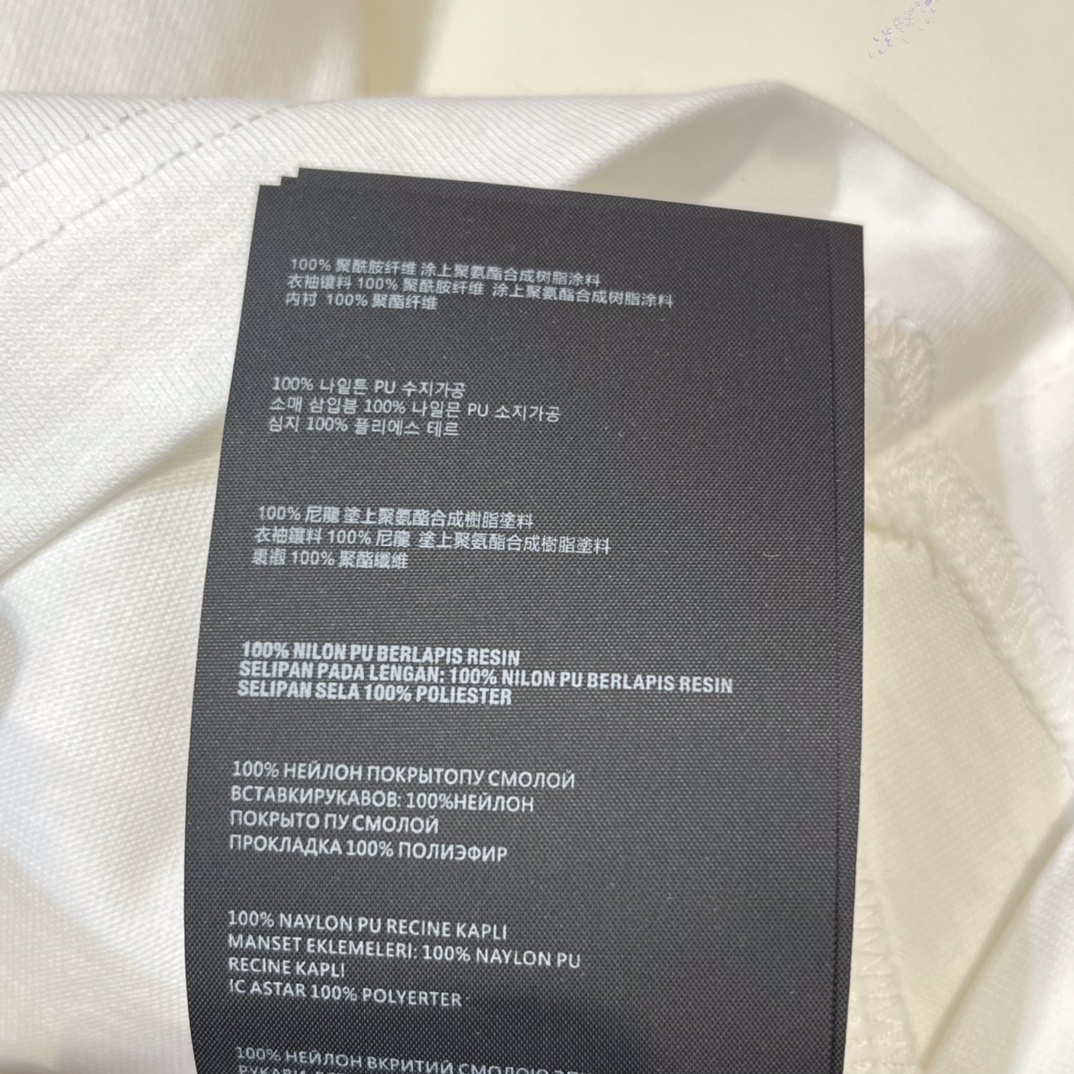 100% 聚酰胺纤维 涂上聚氨酯合成树脂涂料
衣袖镶料 100% 聚酰胺纤维 涂上聚氨酯合成树脂涂料
内衬 100% 聚酯纤维
100% 나일튼 PU 수지가공
소매 삼입븜 100% 나일믄 PU 소지가공
심지 100% 플리에스 테르
100% 尼龍 塗上聚氨酯合成樹脂塗料
衣袖鑲料 100% 尼龍 塗上聚氨酯合成樹脂塗料
100% 聚酯纖維
100% NILON PU BERLAPIS RESIN
SELIPAN PADA LENGAN: 100% NILON PU BERLAPIS RESIN
SELIPAN SELA 100% POLIESTER
100% НЕЙЛОН ПОКРЫТОПУ СМОЛОЙ
ВСТАВКИРУКАВОВ: 100%НЕЙЛОН
ПОКРЫТО ПУ СМОЛОЙ
ПРОКЛАДКА 100% ПОЛИЭФИР
100% NAYLON PU RECINE KAPLI
MANSET EKLEMELERI: 100% NAYLON PU
RECINE KAPLI
IC ASTAR 100% POLYERTER
100% НЕЙЛОН ВКРИТИЙ СМОЛОЮ